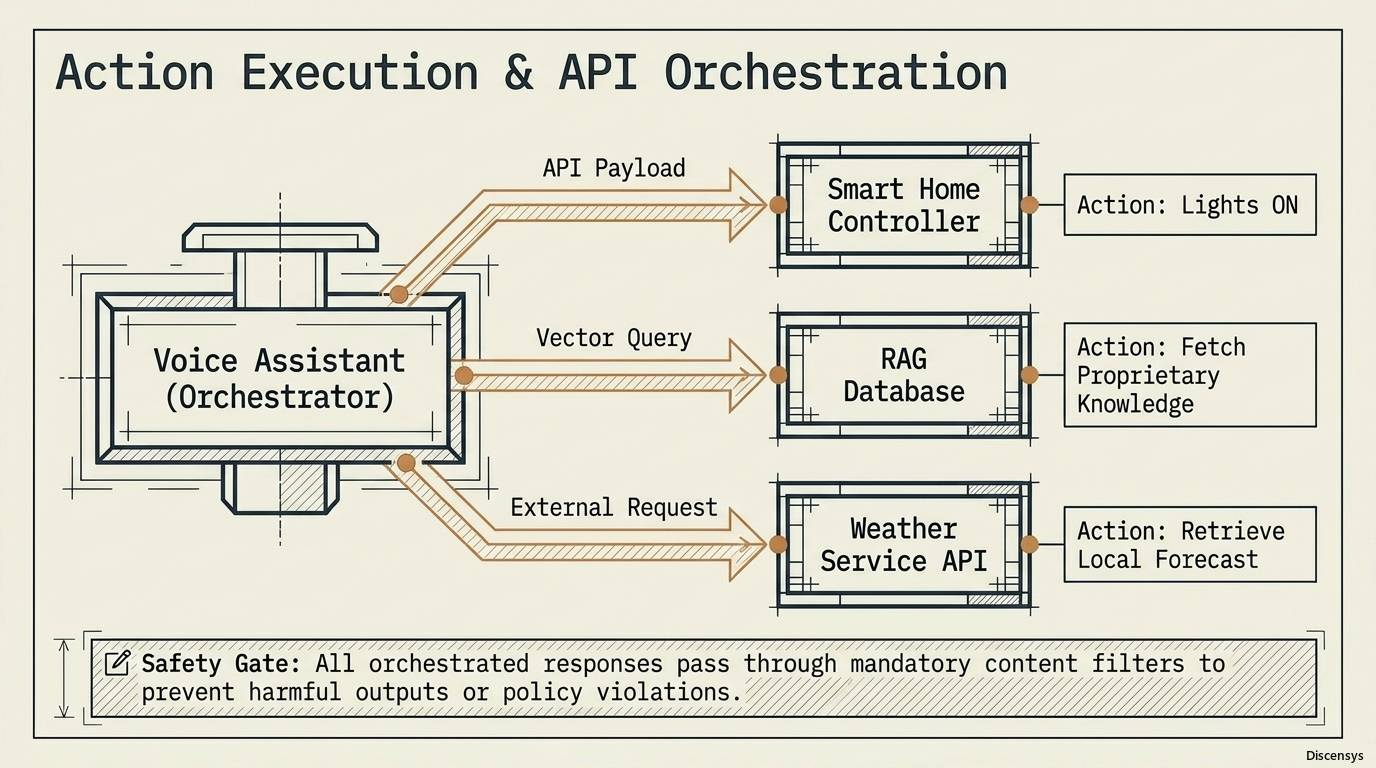 Action Execution & API Orchestration
API Payload
Smart Home
Controller
Action: Lights ON
Voice Assistant
(Orchestrator)
Vector Query
RAG
Database
Action: Fetch
Proprietary
Knowledge
External Request
Weather
Service API
Action: Retrieve
Local Forecast
Safety Gate: All orchestrated responses pass through mandatory content filters to
prevent harmful outputs or policy violations.
Discensys